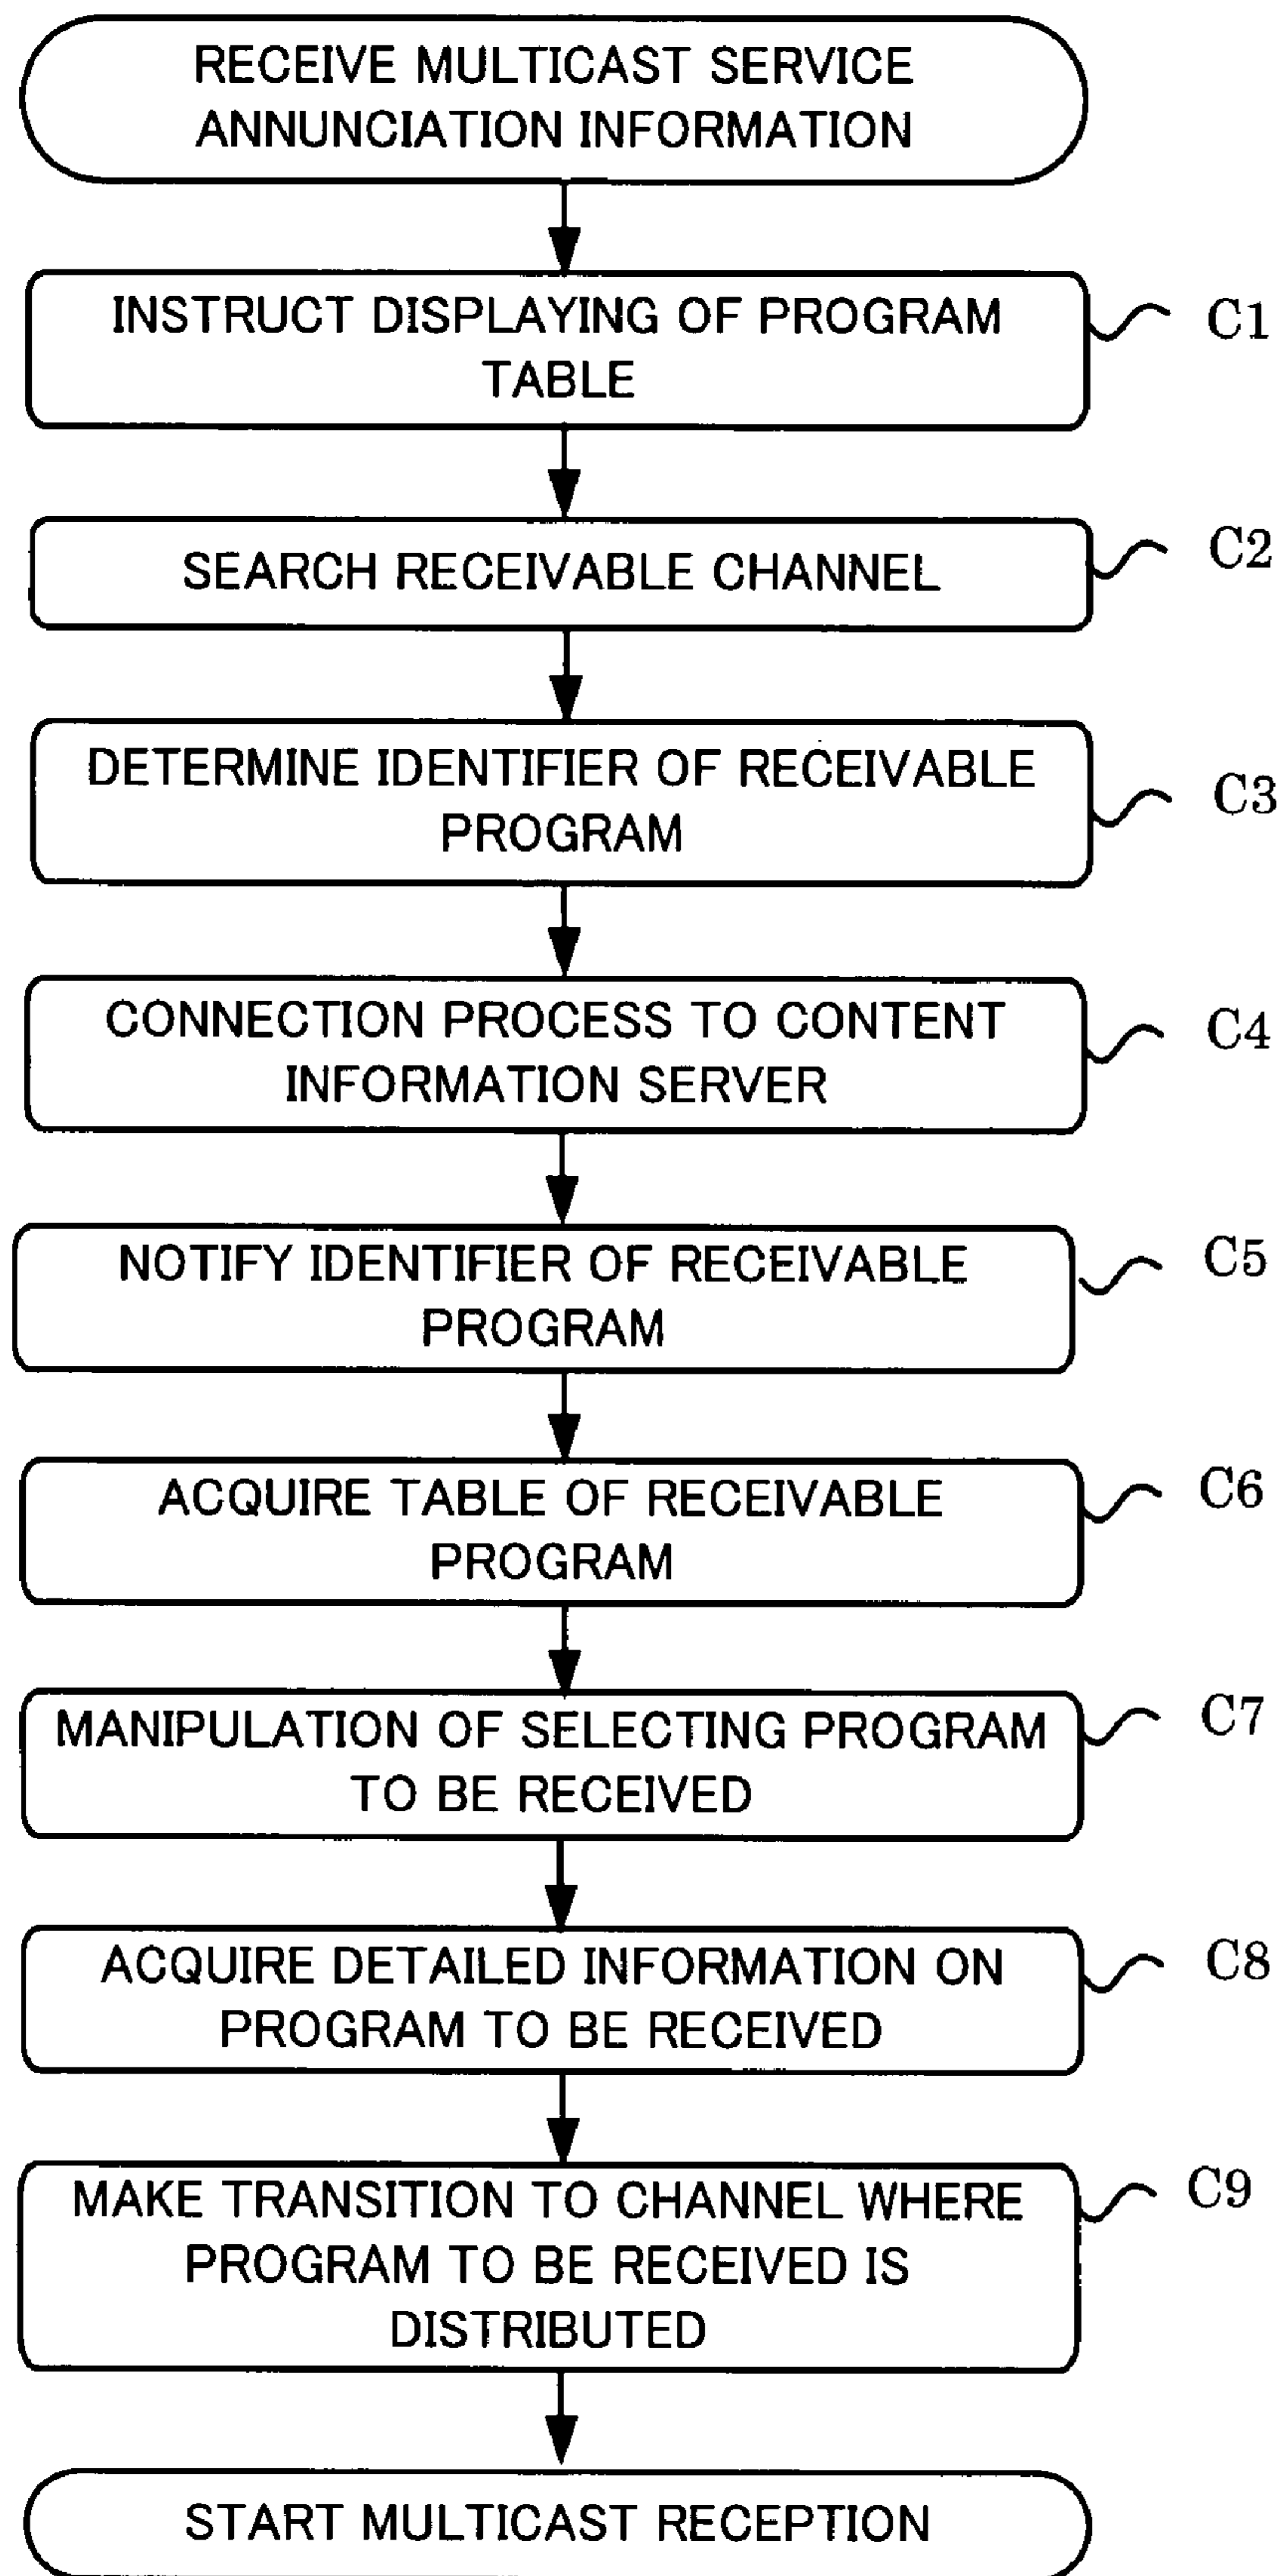 RECEIVE MULTICAST SERVICE
ANNUNCIATION INFORMATION
INSTRUCT DISPLAYING OF PROGRAM
TABLE
C1
SEARCH RECEIVABLE CHANNEL
C2
DETERMINE IDENTIFIER OF RECEIVABLE
PROGRAM
C3
CONNECTION PROCESS TO CONTENT
INFORMATION SERVER
C4
NOTIFY IDENTIFIER OF RECEIVABLE
PROGRAM
C5
ACQUIRE TABLE OF RECEIVABLE
PROGRAM
C6
MANIPULATION OF SELECTING PROGRAM
TO BE RECEIVED
C7
ACQUIRE DETAILED INFORMATION ON
PROGRAM TO BE RECEIVED
C8
MAKE TRANSITION TO CHANNEL WHERE
PROGRAM TO BE RECEIVED IS
DISTRIBUTED
C9
START MULTICAST RECEPTION